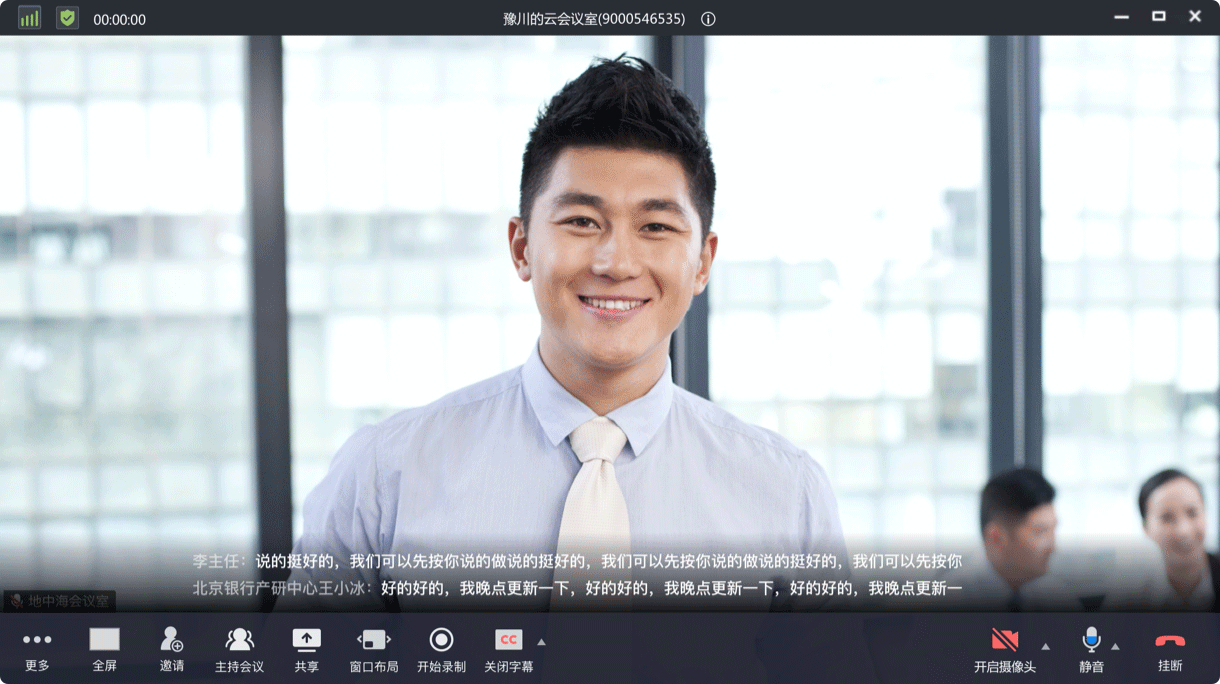 00:00:00
豫川的云会议室(9000546535)
李主任：说的挺好的，我们可以先按你说的做说的挺好的，我们可以先按你说的做说的挺好的，我们可以先按你
北京银行产研中心王小冰：好的好的，我晚点更新一下，好的好的，我晚点更新一下，好的好的，我晚点更新一
地中海会议室
CC
更多 全屏 邀请 主持会议 共享 窗口布局 开始录制 关闭字幕 开启摄像头 静音 挂断